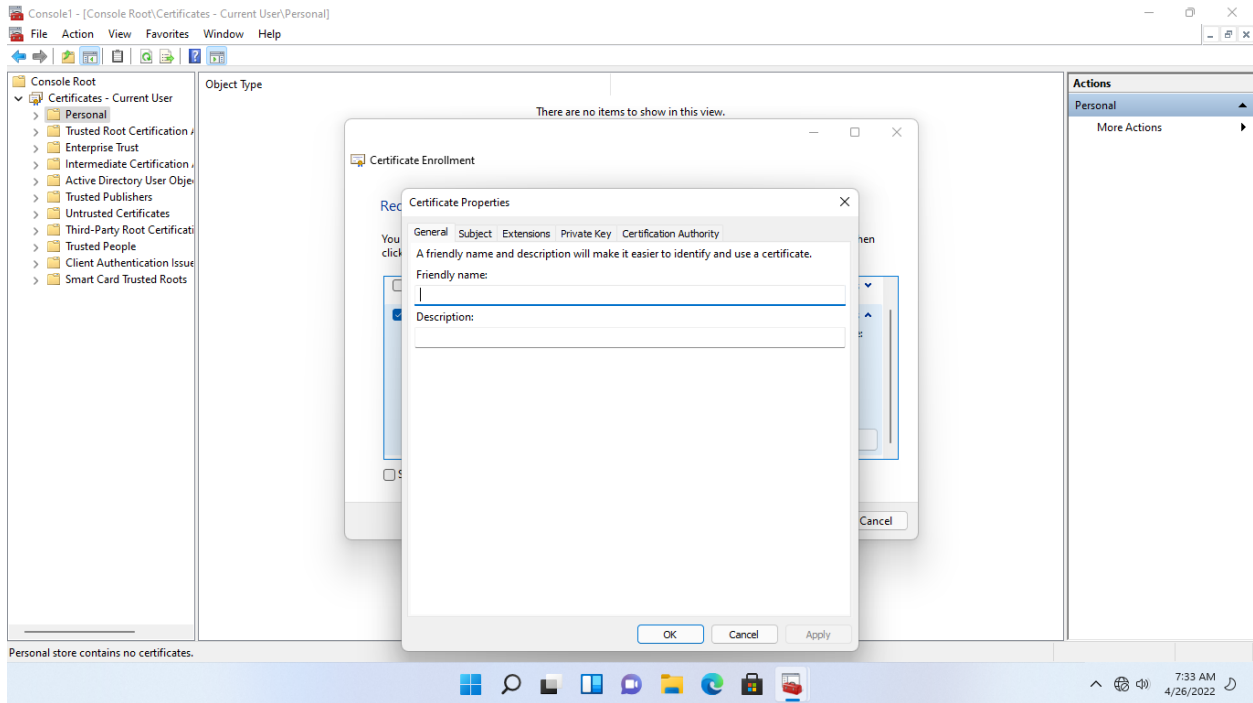 Console1 - [Console Root\Certificates - Current User\Personal]
File Action View Favorites Window Help
Console Root
Certificates - Current User
Personal
Trusted Root Certification
Enterprise Trust
Intermediate Certification
Active Directory User Obje
Trusted Publishers
Untrusted Certificates
Third-Party Root Certificati
Trusted People
Client Authentication Issue
Smart Card Trusted Roots
Object Type
There are no items to show in this view.
Actions
Personal
More Actions
Certificate Enrollment
Rec
You
click
hen
Cancel
Certificate Properties
General Subject Extensions Private Key Certification Authority
A friendly name and description will make it easier to identify and use a certificate.
Friendly name:
Description:
OK Cancel Apply
Personal store contains no certificates.
7:33 AM
4/26/2022